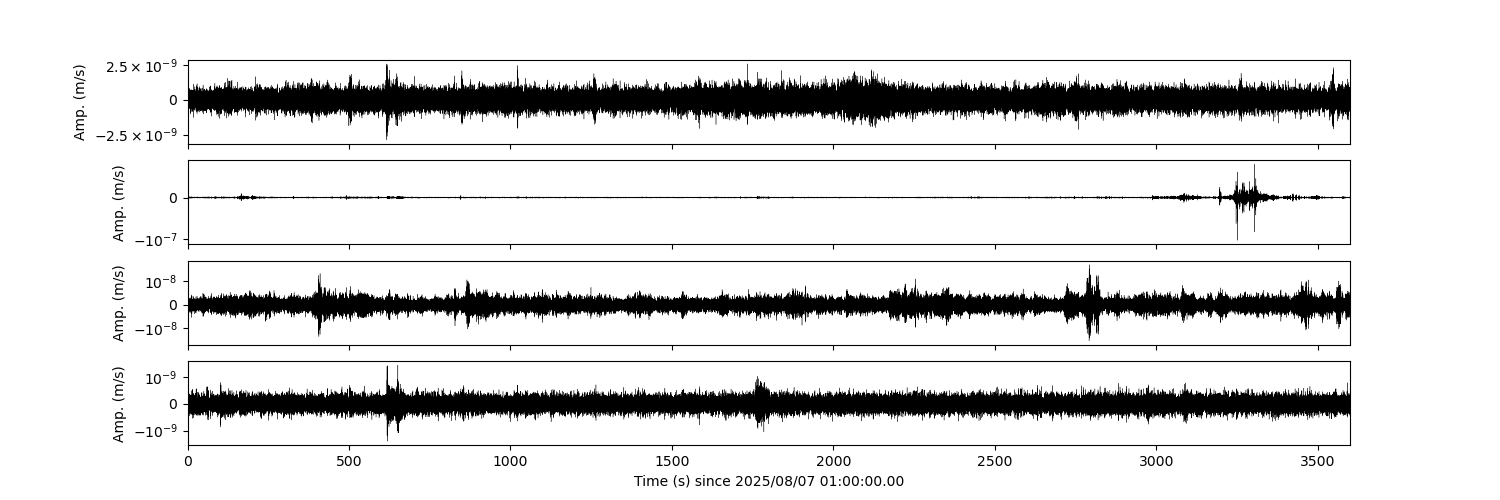 Amp. (m/s)
2.5 × 10⁻⁹
0
−2.5 × 10⁻⁹
Amp. (m/s)
0
−10⁻⁷
Amp. (m/s)
10⁻⁸
0
−10⁻⁸
Amp. (m/s)
10⁻⁹
0
−10⁻⁹
0 500 1000 1500 2000 2500 3000 3500
Time (s) since 2025/08/07 01:00:00.00